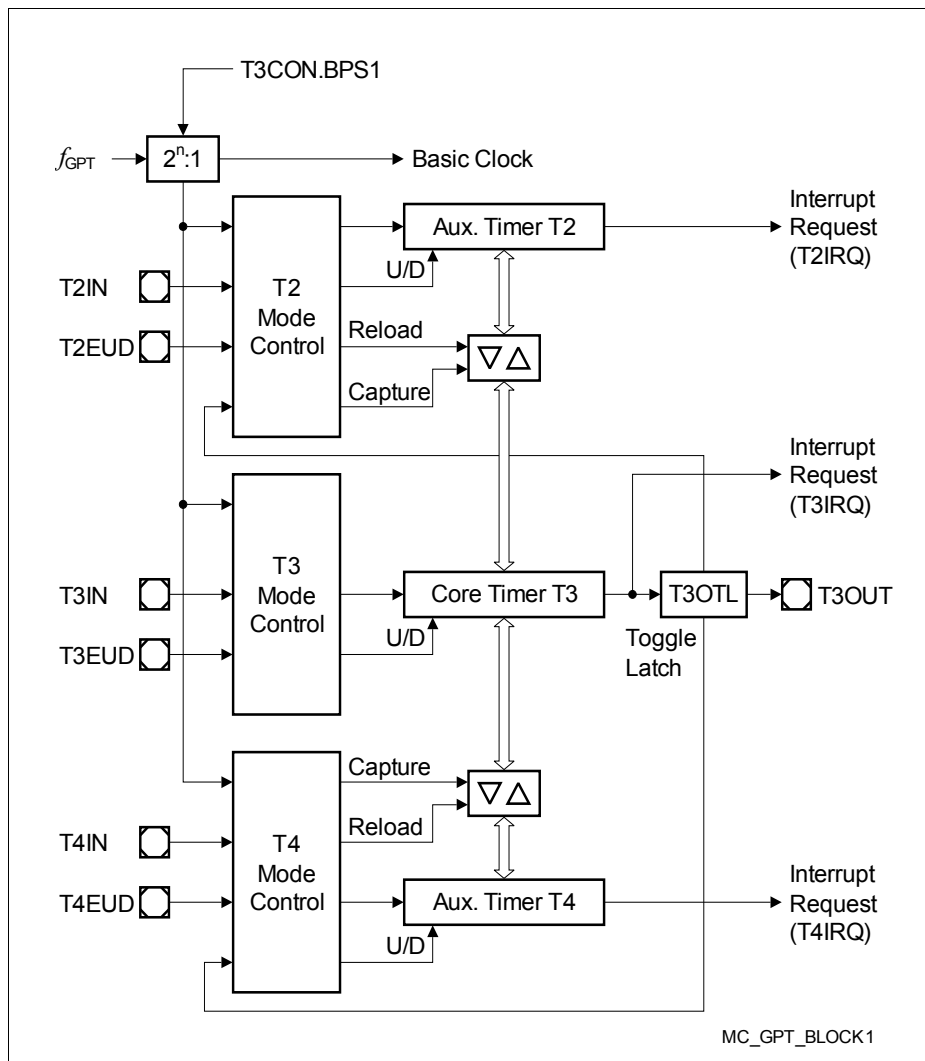 T3CON.BPS1
fGPT
2n:1
Basic Clock
Interrupt
Request
(T2IRQ)
Aux. Timer T2
U/D
T2IN
T2
Mode
Control
T2EUD
Reload
Capture
Interrupt
Request
(T3IRQ)
T3IN
T3
Mode
Control
Core Timer T3
T3OTL
T3OUT
U/D
T3EUD
Toggle
Latch
Capture
Reload
T4IN
T4
Mode
Control
T4EUD
Aux. Timer T4
U/D
Interrupt
Request
(T4IRQ)
MC_GPT_BLOCK1